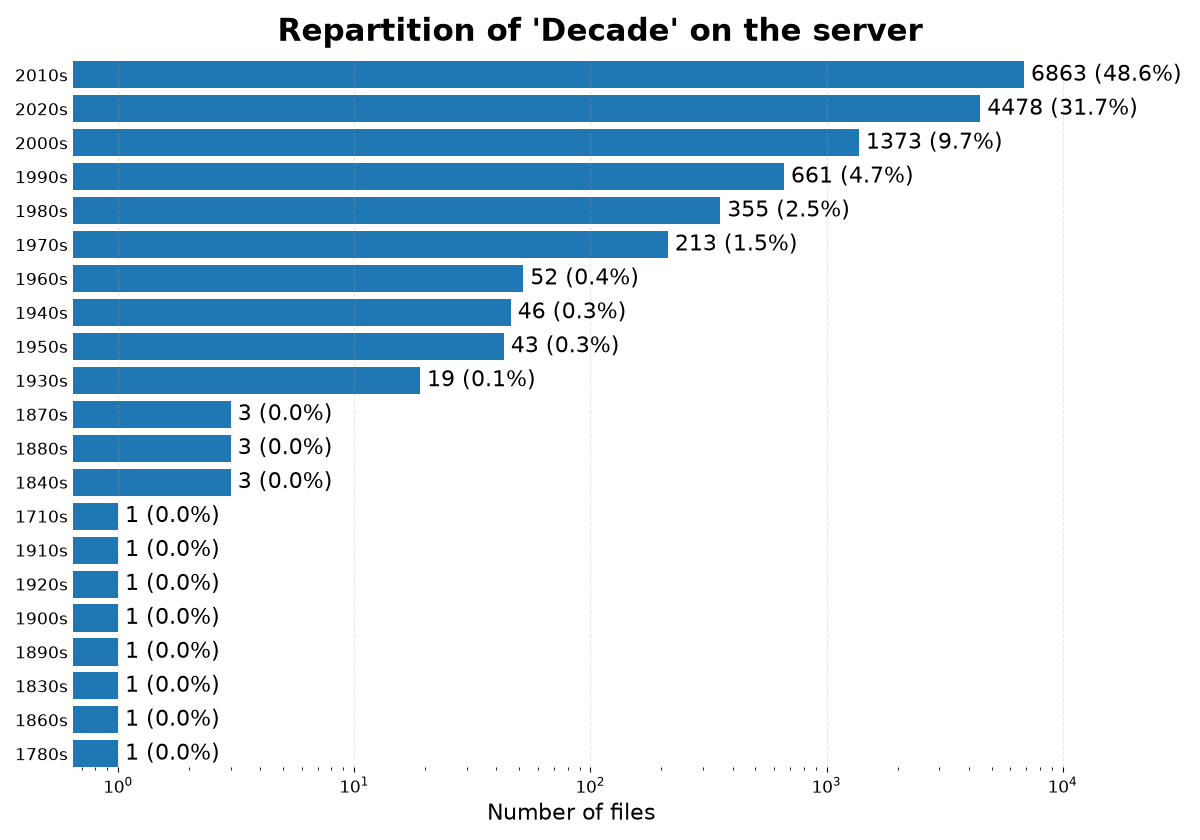 Repartition of 'Decade' on the server
2010s 6863 (48.6%)
2020s 4478 (31.7%)
2000s 1373 (9.7%)
1990s 661 (4.7%)
1980s 355 (2.5%)
1970s 213 (1.5%)
1960s 52 (0.4%)
1940s 46 (0.3%)
1950s 43 (0.3%)
1930s 19 (0.1%)
1870s 3 (0.0%)
1880s 3 (0.0%)
1840s 3 (0.0%)
1710s 1 (0.0%)
1910s 1 (0.0%)
1920s 1 (0.0%)
1900s 1 (0.0%)
1890s 1 (0.0%)
1830s 1 (0.0%)
1860s 1 (0.0%)
1780s 1 (0.0%)
10⁰ 10¹ 10² 10³ 10⁴
Number of files